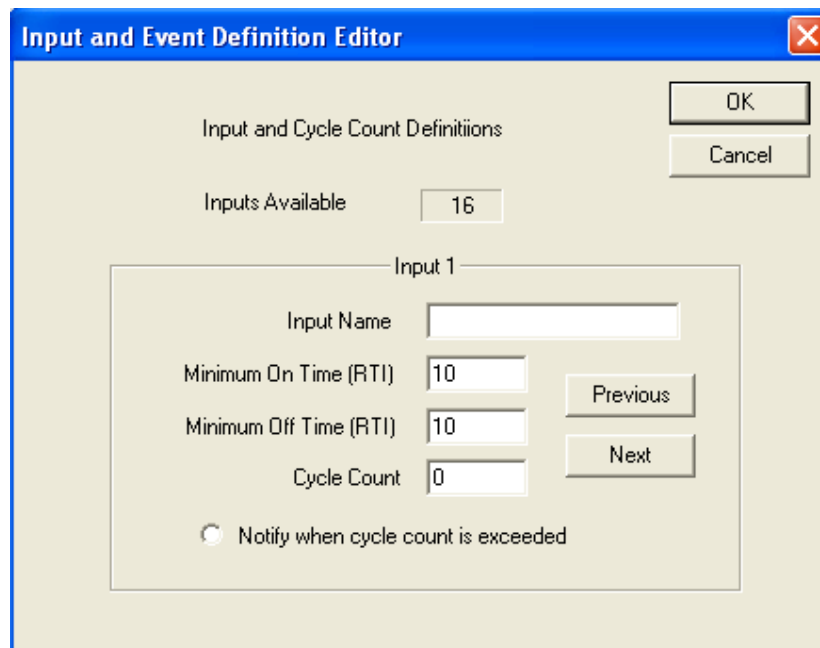 Input and Event Definition Editor
OK
Input and Cycle Count Definitiions
Cancel
Inputs Available 16
Input 1
Input Name
Minimum On Time (RTI) 10
Previous
Minimum Off Time (RTI) 10
Next
Cycle Count 0
Notify when cycle count is exceeded